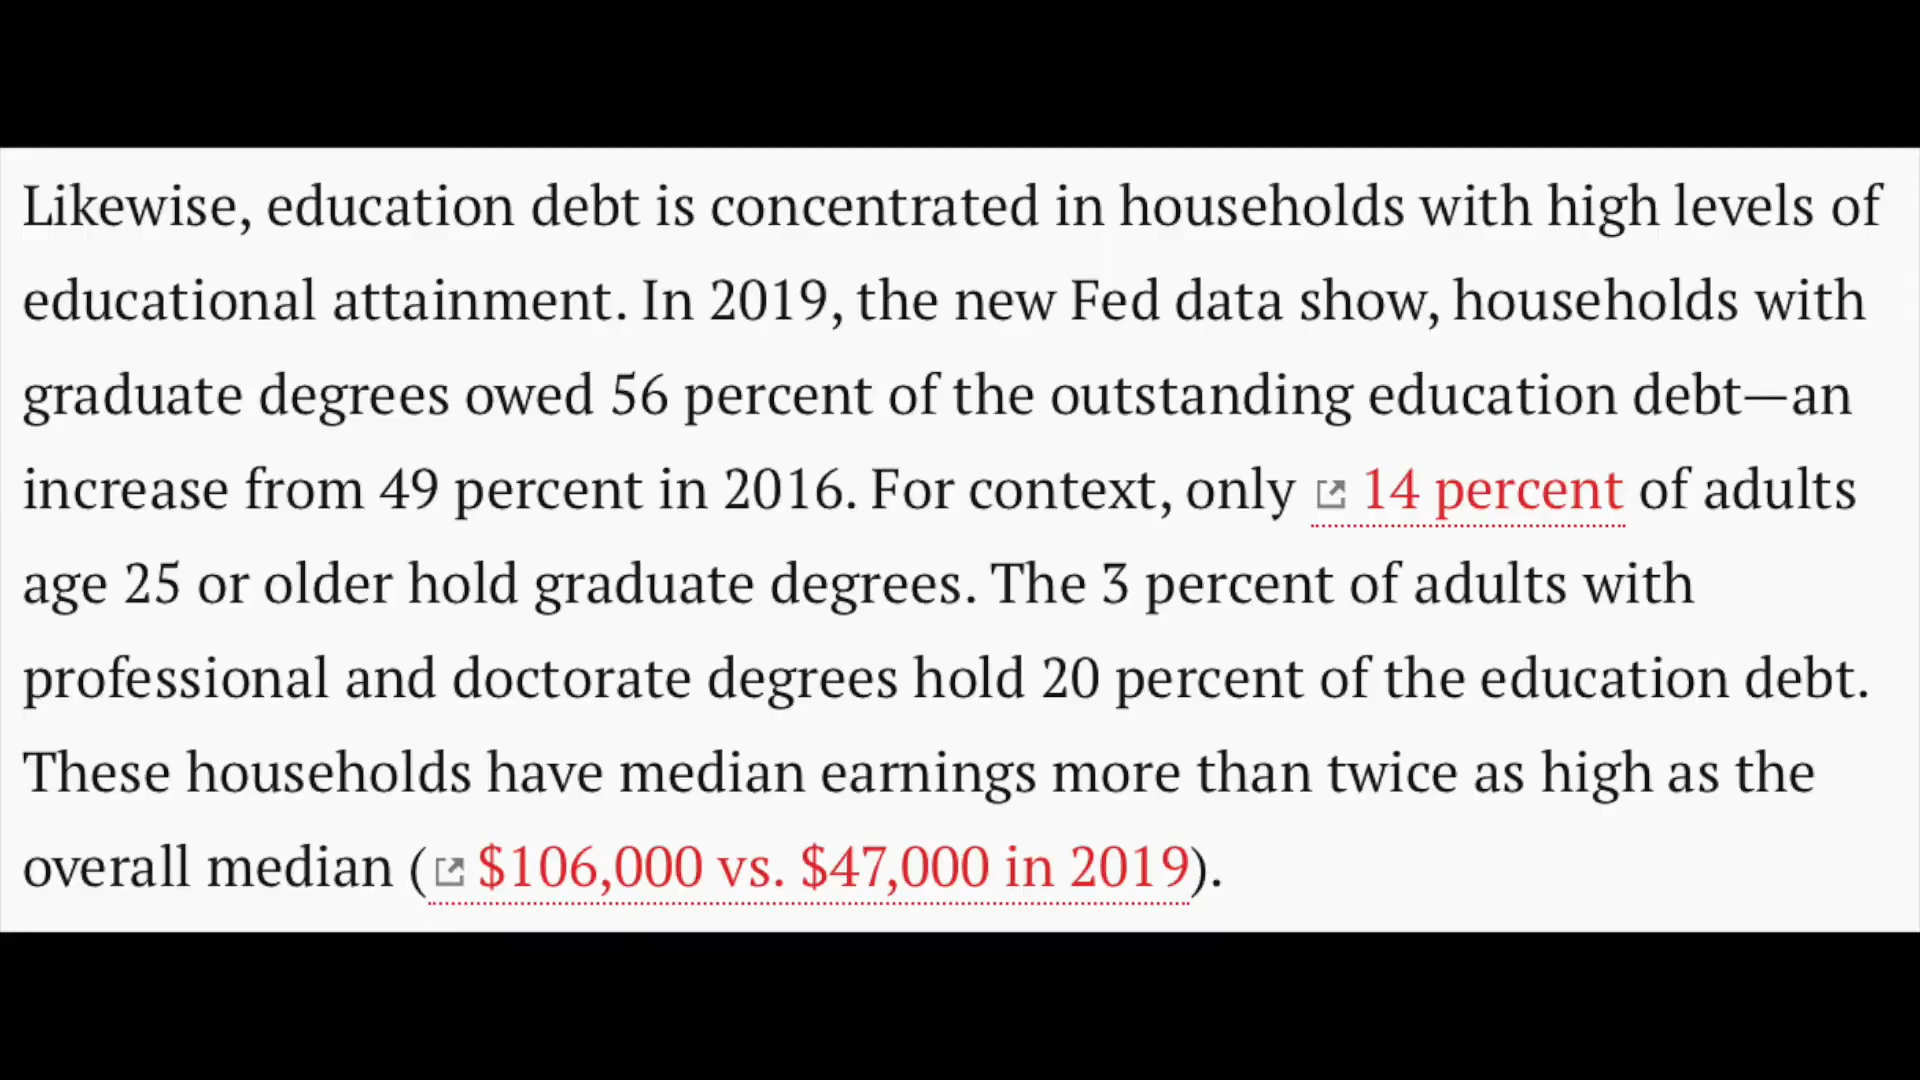 Likewise, education debt is concentrated in households with high levels of
educational attainment. In 2019, the new Fed data show, households with
graduate degrees owed 56 percent of the outstanding education debt—an
increase from 49 percent in 2016. For context, only 14 percent of adults
age 25 or older hold graduate degrees. The 3 percent of adults with
professional and doctorate degrees hold 20 percent of the education debt.
These households have median earnings more than twice as high as the
overall median ($106,000 vs. $47,000 in 2019).